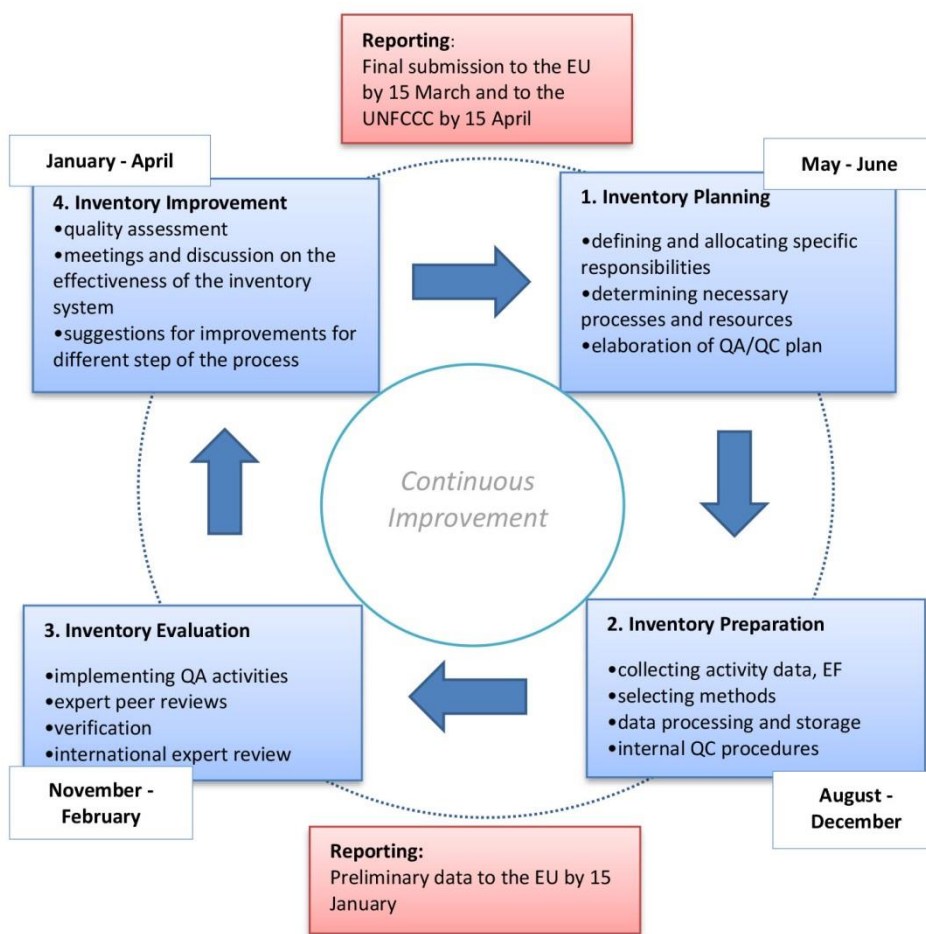 Reporting:
Final submission to the EU
by 15 March and to the
UNFCCC by 15 April
January - April
4. Inventory Improvement
•quality assessment
•meetings and discussion on the
effectiveness of the inventory
system
•suggestions for improvements for
different step of the process
May - June
1. Inventory Planning
•defining and allocating specific
responsibilities
•determining necessary
processes and resources
•elaboration of QA/QC plan
Continuous
Improvement
3. Inventory Evaluation
•implementing QA activities
•expert peer reviews
•verification
•international expert review
November -
February
2. Inventory Preparation
•collecting activity data, EF
•selecting methods
•data processing and storage
•internal QC procedures
August -
December
Reporting:
Preliminary data to the EU by 15
January